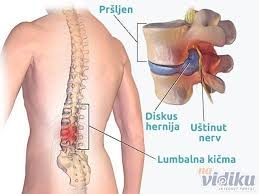 Pršljen
Diskus
hernija
Uštinut
nerv
Lumbalna kičma
na
vidiku